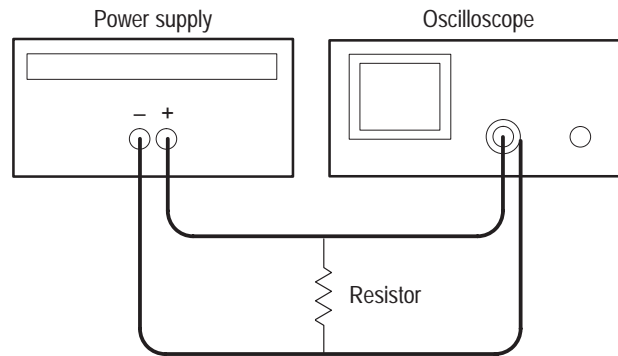 Power supply
Oscilloscope
– +
Resistor